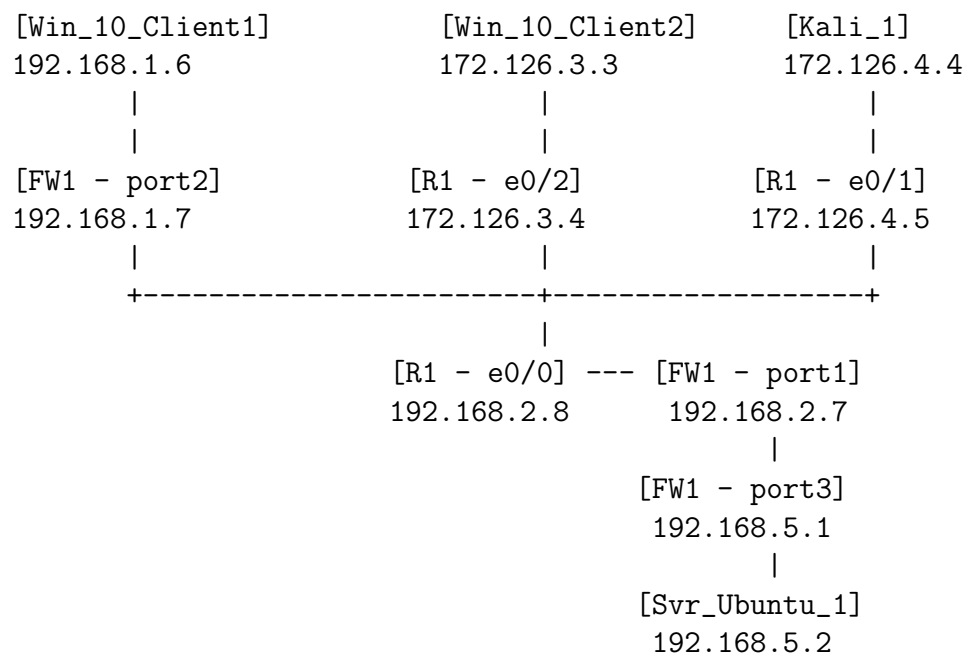 [Win_10_Client1] [Win_10_Client2] [Kali_1]
192.168.1.6 172.126.3.3 172.126.4.4
[FW1 - port2] [R1 - e0/2] [R1 - e0/1]
192.168.1.7 172.126.3.4 172.126.4.5
[R1 - e0/0] --- [FW1 - port1]
192.168.2.8 192.168.2.7
[FW1 - port3]
192.168.5.1
[Svr_Ubuntu_1]
192.168.5.2